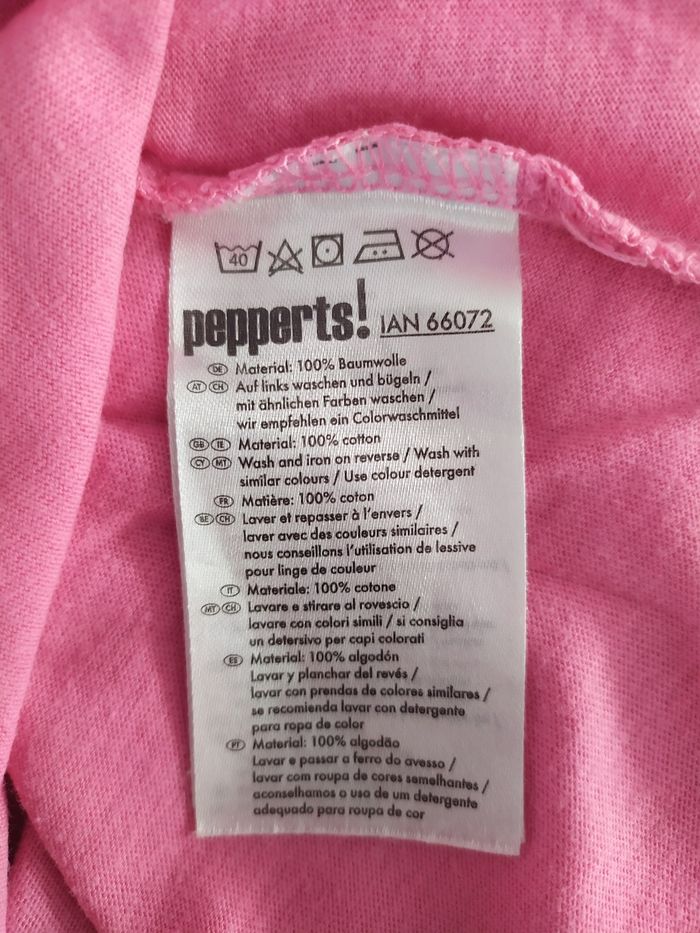 40
pepperts! IAN 66072
DE Material: 100% Baumwolle
AT CH Auf links waschen und bügeln /
mit ähnlichen Farben waschen /
wir empfehlen ein Colorwaschmittel
GB IE Material: 100% cotton
CY MT Wash and iron on reverse / Wash with
similar colours / Use colour detergent
FR Matière: 100% coton
BE CH Laver et repasser à l'envers /
laver avec des couleurs similaires /
nous conseillons l'utilisation de lessive
pour linge de couleur
IT Materiale: 100% cotone
MT CH Lavare e stirare al rovescio /
lavare con colori simili / si consiglia
un detersivo per capi colorati
ES Material: 100% algodón
Lavar y planchar del revés /
lavar con prendas de colores similares /
se recomienda lavar con detergente
para ropa de color
PT Material: 100% algodão
Lavar e passar a ferro do avesso /
lavar com roupa de cores semelhantes /
aconselhamos o uso de um detergente
adequado para roupa de cor